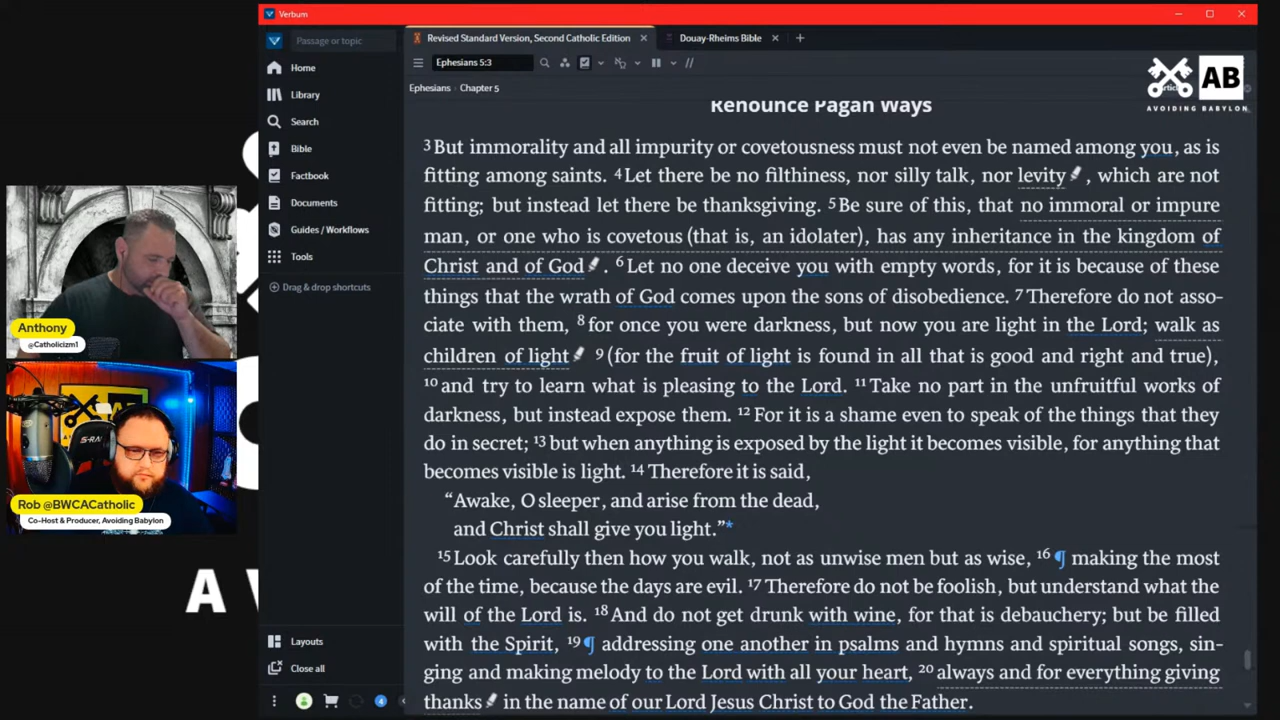 Verbum
Passage or topic
Home
Library
Search
Bible
Factbook
Documents
Guides / Workflows
Tools
Drag & drop shortcuts
Layouts
Close all
4
Revised Standard Version, Second Catholic Edition
Douay-Rheims Bible
Ephesians 5:3
Ephesians Chapter 5
AB
AVOIDING BABYLON
Renounce Pagan Ways
3 But immorality and all impurity or covetousness must not even be named among you, as is
fitting among saints. 4 Let there be no filthiness, nor silly talk, nor levity , which are not
fitting; but instead let there be thanksgiving. 5 Be sure of this, that no immoral or impure
man, or one who is covetous (that is, an idolater), has any inheritance in the kingdom of
Christ and of God . 6 Let no one deceive you with empty words, for it is because of these
things that the wrath of God comes upon the sons of disobedience. 7 Therefore do not asso-
ciate with them, 8 for once you were darkness, but now you are light in the Lord; walk as
children of light 9 (for the fruit of light is found in all that is good and right and true),
10 and try to learn what is pleasing to the Lord. 11 Take no part in the unfruitful works of
darkness, but instead expose them. 12 For it is a shame even to speak of the things that they
do in secret; 13 but when anything is exposed by the light it becomes visible, for anything that
becomes visible is light. 14 Therefore it is said,
“Awake, O sleeper, and arise from the dead,
and Christ shall give you light.”*
15 Look carefully then how you walk, not as unwise men but as wise, 16 ¶ making the most
of the time, because the days are evil. 17 Therefore do not be foolish, but understand what the
will of the Lord is. 18 And do not get drunk with wine, for that is debauchery; but be filled
with the Spirit, 19 ¶ addressing one another in psalms and hymns and spiritual songs, sin-
ging and making melody to the Lord with all your heart, 20 always and for everything giving
thanks in the name of our Lord Jesus Christ to God the Father.
Anthony
@Catholicizm1
Rob @BWCACatholic
Co-Host & Producer, Avoiding Babylon